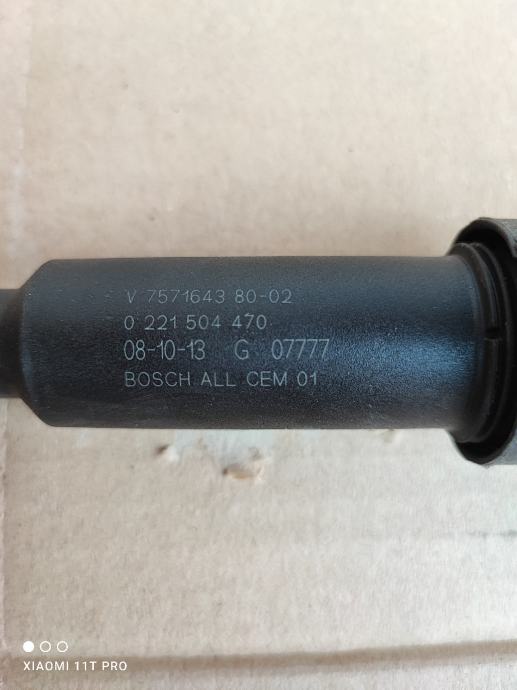 V 7571643 80-02
0 221 504 470
08-10-13 G 07777
BOSCH ALL CEM 01
XIAOMI 11T PRO